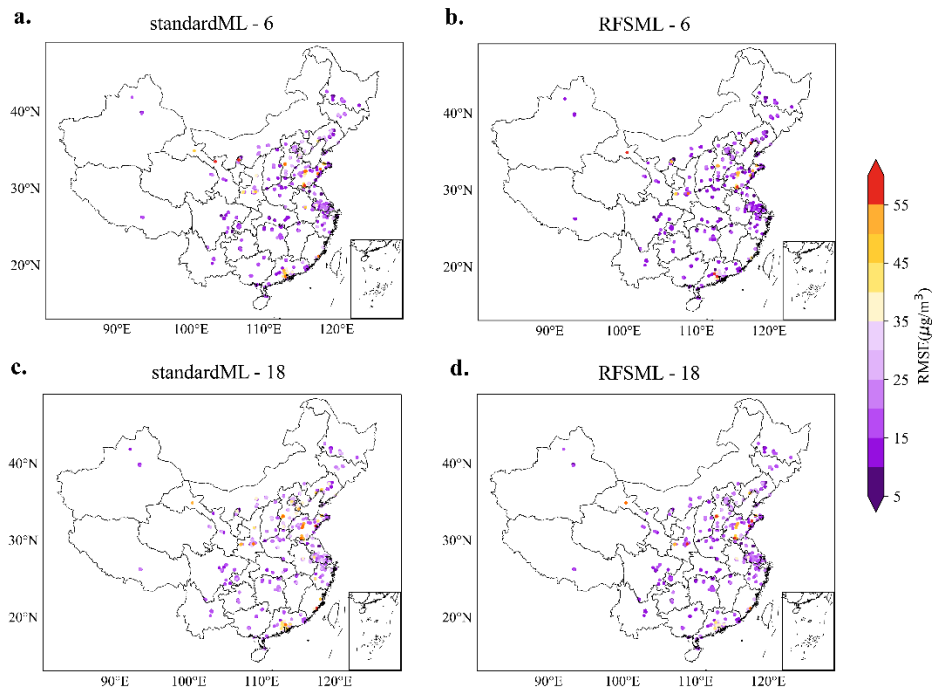 a.
standardML - 6
b.
RFSML - 6
40°N
30°N
20°N
90°E 100°E 110°E 120°E
40°N
30°N
20°N
90°E 100°E 110°E 120°E
c.
standardML - 18
d.
RFSML - 18
40°N
30°N
20°N
90°E 100°E 110°E 120°E
40°N
30°N
20°N
90°E 100°E 110°E 120°E
55
45
35
25
15
5
RMSE(μg/m³)